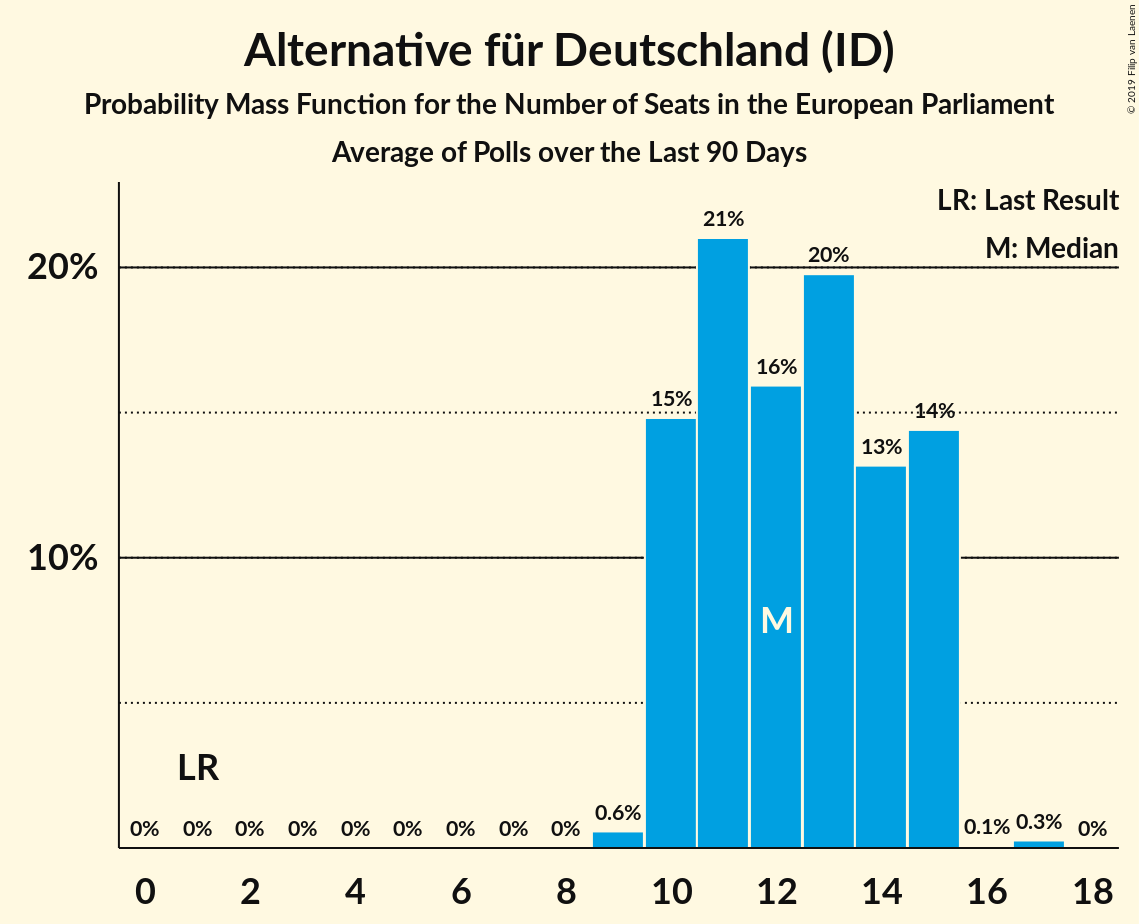 Alternative für Deutschland (ID)
Probability Mass Function for the Number of Seats in the European Parliament
Average of Polls over the Last 90 Days
© 2019 Filip van Laenen
LR: Last Result
M: Median
20%
10%
0%
0%
0%
0%
0%
0%
0%
0%
0%
0.6%
15%
21%
16%
20%
13%
14%
0.1%
0.3%
0%
LR
M
0 2 4 6 8 10 12 14 16 18